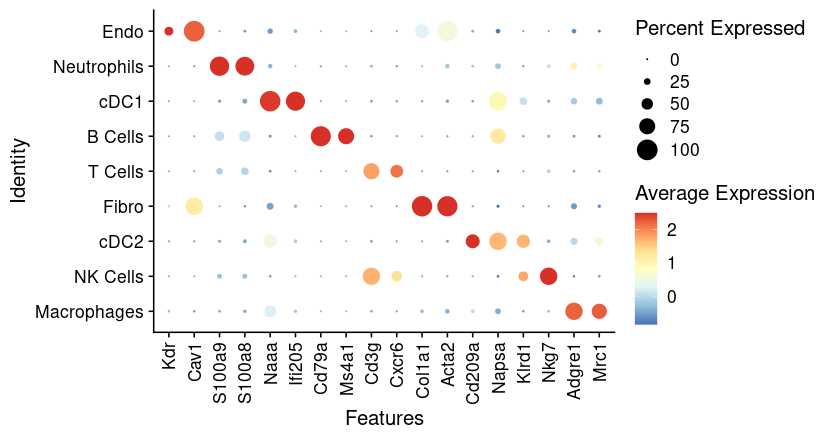 Endo
Neutrophils
cDC1
B Cells
T Cells
Fibro
cDC2
NK Cells
Macrophages
Identity
Kdr
Cav1
S100a9
S100a8
Naaa
Ifi205
Cd79a
Ms4a1
Cd3g
Cxcr6
Col1a1
Acta2
Cd209a
Napsa
Klrd1
Nkg7
Adgre1
Mrc1
Features
Percent Expressed
0
25
50
75
100
Average Expression
2
1
0